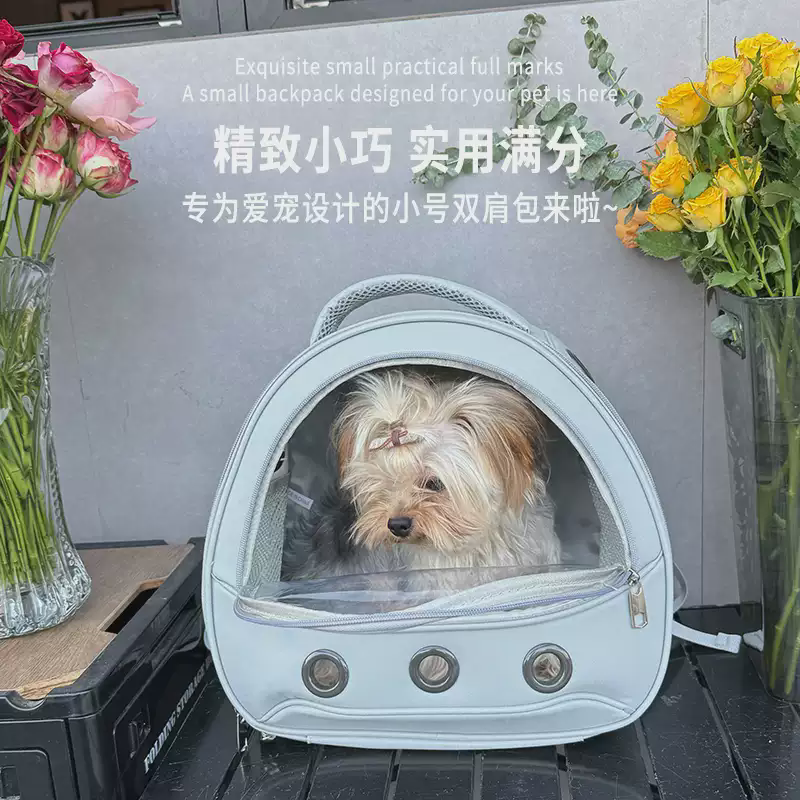 Exquisite small practical full marks
A small backpack designed for your pet is here
精致小巧 实用满分
专为爱宠设计的小号双肩包来啦~
FOLDING STORAGE